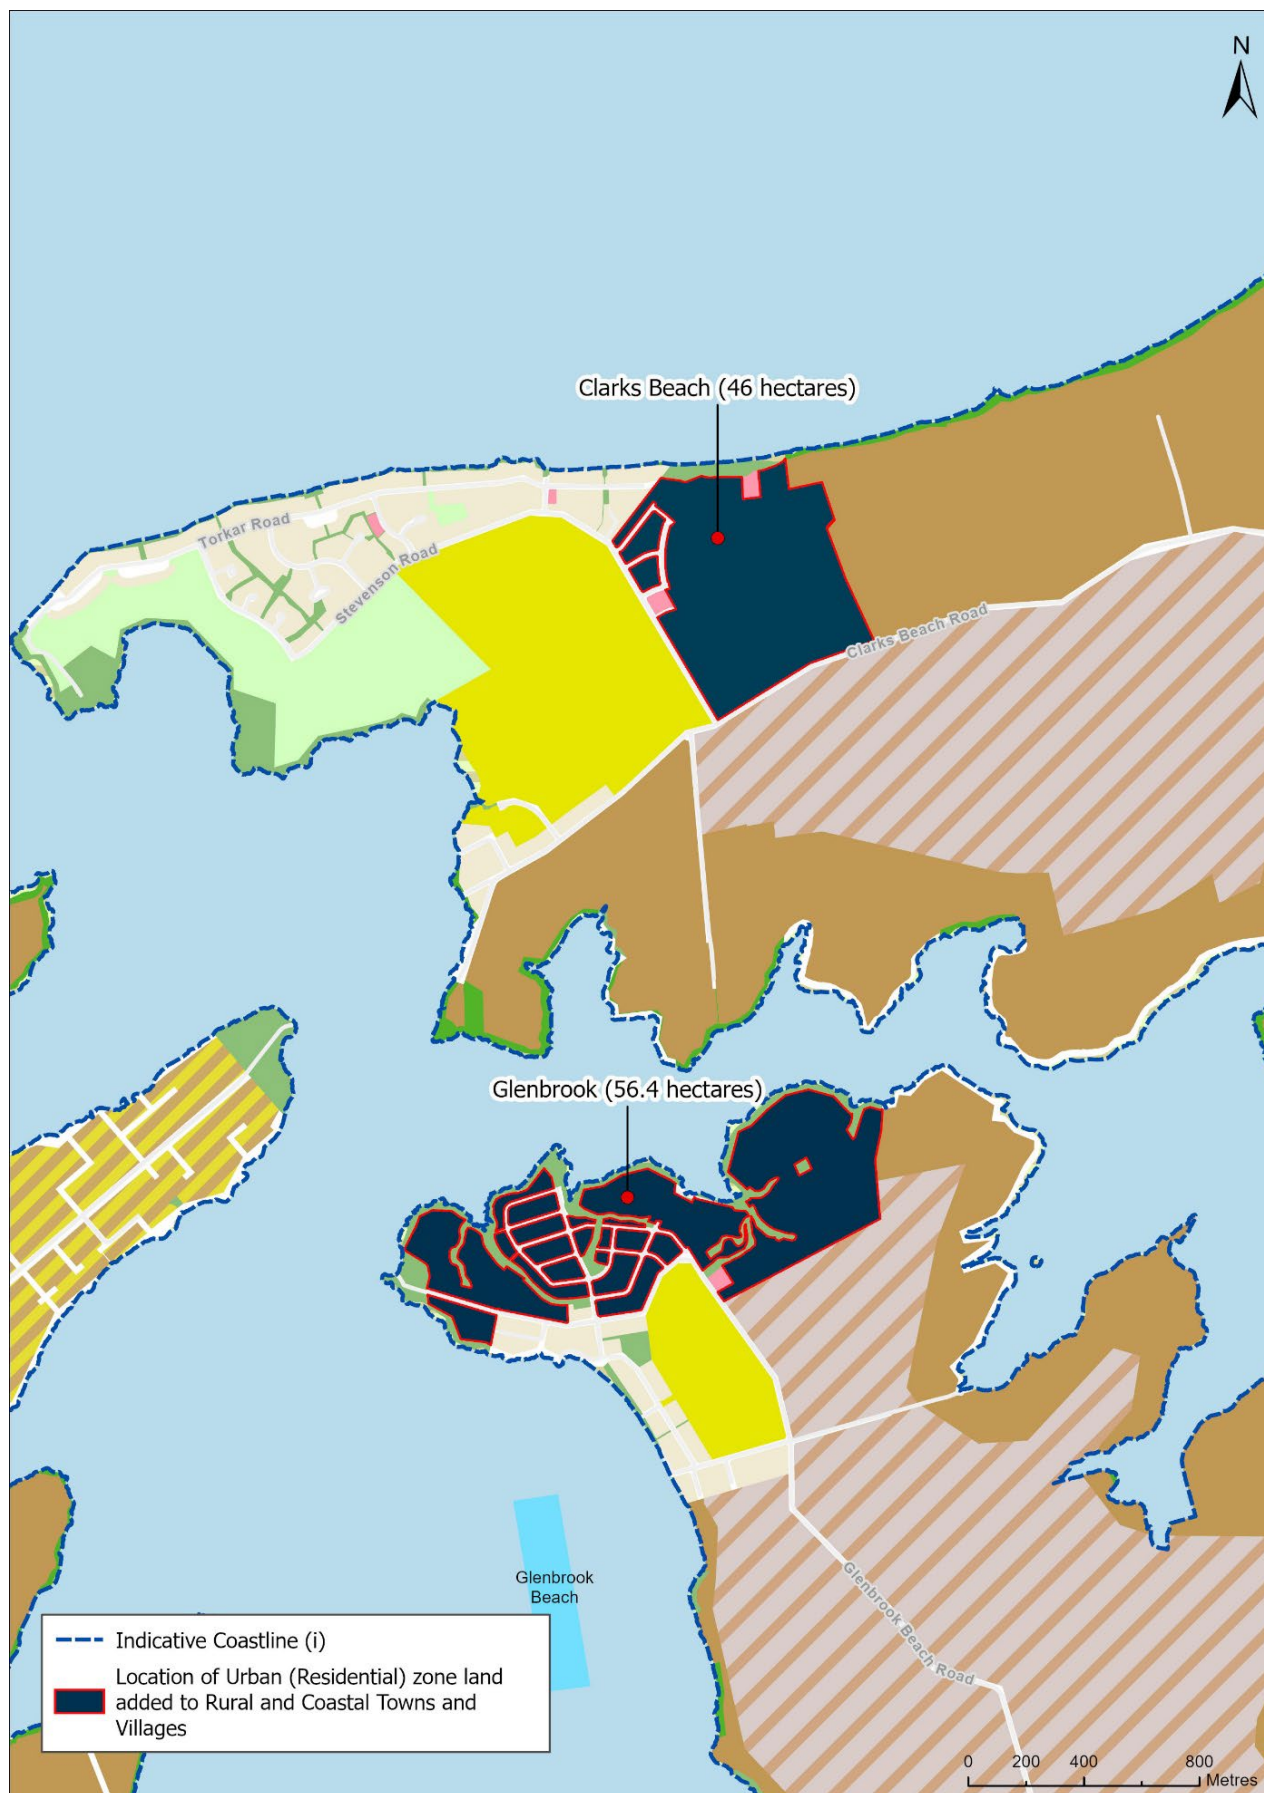 N
Clarks Beach (46 hectares)
Torkar Road
Stevenson Road
Clarks Beach Road
Glenbrook (56.4 hectares)
Glenbrook
Beach
Glenbrook Beach Road
Indicative Coastline (i)
Location of Urban (Residential) zone land
added to Rural and Coastal Towns and
Villages
0 200 400 800
Metres